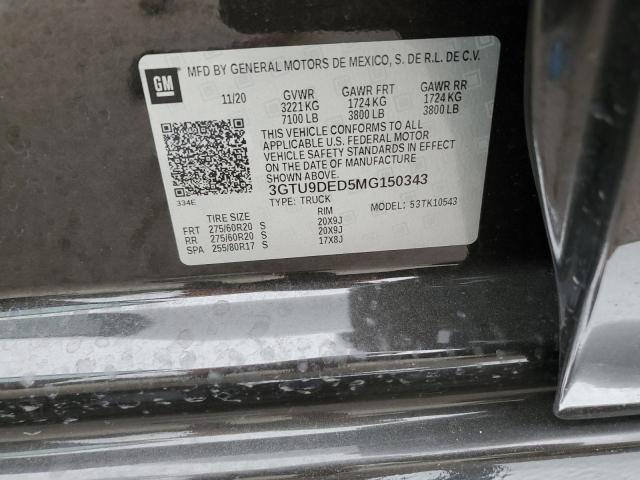 GM
MFD BY GENERAL MOTORS DE MEXICO, S. DE R.L. DE C.V.
11/20 GVWR GAWR FRT GAWR RR
3221 KG 1724 KG 1724 KG
7100 LB 3800 LB 3800 LB
THIS VEHICLE CONFORMS TO ALL
APPLICABLE U.S. FEDERAL MOTOR
VEHICLE SAFETY STANDARDS IN EFFECT
ON THE DATE OF MANUFACTURE
SHOWN ABOVE.
3GTU9DED5MG150343
334E TYPE: TRUCK MODEL: 53TK10543
TIRE SIZE RIM
FRT 275/60R20 S 20X9J
RR 275/60R20 S 20X9J
SPA 255/80R17 S 17X8J